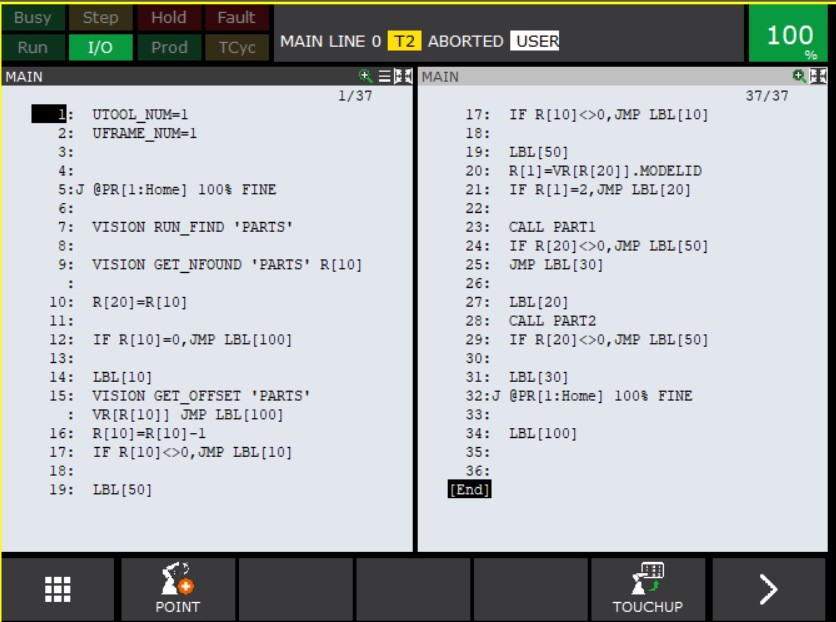 Busy Step Hold Fault
Run I/O Prod TCyc
MAIN LINE 0 T2 ABORTED USER
100
%
MAIN
1/37
1: UTOOL_NUM=1
2: UFRAME_NUM=1
3:
4:
5:J @PR[1:Home] 100% FINE
6:
7: VISION RUN_FIND 'PARTS'
8:
9: VISION GET_NFOUND 'PARTS' R[10]
:
10: R[20]=R[10]
11:
12: IF R[10]=0,JMP LBL[100]
13:
14: LBL[10]
15: VISION GET_OFFSET 'PARTS'
: VR[R[10]] JMP LBL[100]
16: R[10]=R[10]-1
17: IF R[10]<>0,JMP LBL[10]
18:
19: LBL[50]
MAIN
37/37
17: IF R[10]<>0,JMP LBL[10]
18:
19: LBL[50]
20: R[1]=VR[R[20]].MODELID
21: IF R[1]=2,JMP LBL[20]
22:
23: CALL PART1
24: IF R[20]<>0,JMP LBL[50]
25: JMP LBL[30]
26:
27: LBL[20]
28: CALL PART2
29: IF R[20]<>0,JMP LBL[50]
30:
31: LBL[30]
32:J @PR[1:Home] 100% FINE
33:
34: LBL[100]
35:
36:
[End]
POINT
TOUCHUP